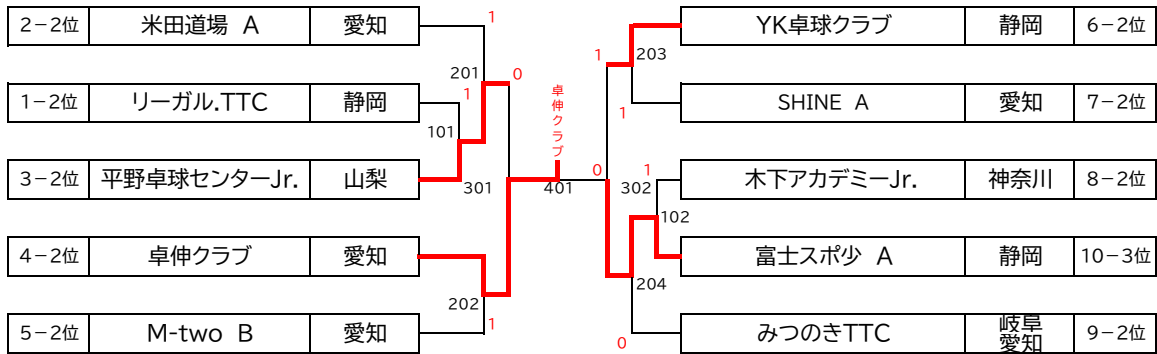 2－2位 米田道場 A 愛知
1－2位 リーガル.TTC 静岡
3－2位 平野卓球センターJr. 山梨
4－2位 卓伸クラブ 愛知
5－2位 M-two B 愛知
1
201
0
1
101
301
202
1
卓伸クラブ
401
1
203
1
0
1
302
102
204
0
YK卓球クラブ 静岡 6－2位
SHINE A 愛知 7－2位
木下アカデミーJr. 神奈川 8－2位
富士スポ少 A 静岡 10－3位
みつのきTTC 岐阜 9－2位
愛知